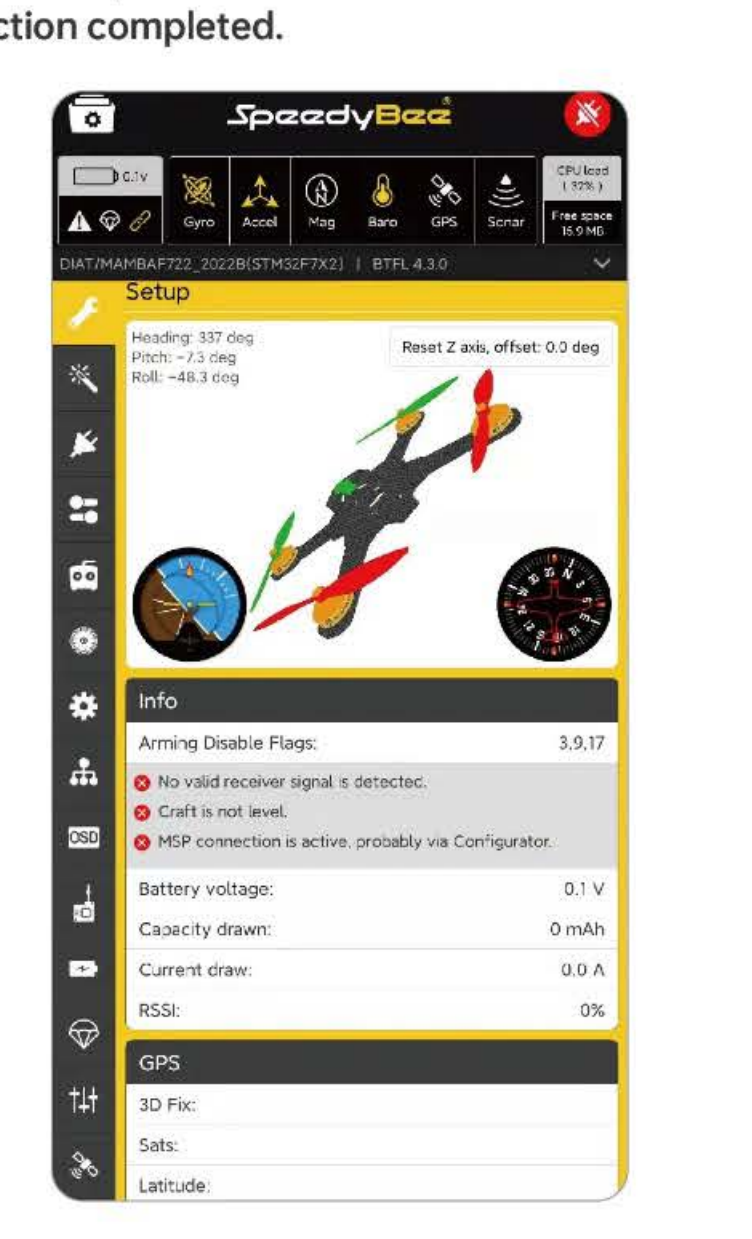 ction completed.
SpeedyBee
0.1v
CPU load
( 32% )
Gyro Accel Mag Baro GPS Sonar
Free space
15.9 MB
DIAT/MAMBAF722_2022B(STM32F7X2) | BTFL 4.3.0
Setup
Heading: 337 deg
Pitch: -7.3 deg
Roll: -48.3 deg
Reset Z axis, offset: 0.0 deg
Info
Arming Disable Flags: 3,9,17
No valid receiver signal is detected.
Craft is not level.
MSP connection is active, probably via Configurator.
OSD
Battery voltage: 0.1 V
Capacity drawn: 0 mAh
Current draw: 0.0 A
RSSI: 0%
GPS
3D Fix:
Sats:
Latitude: